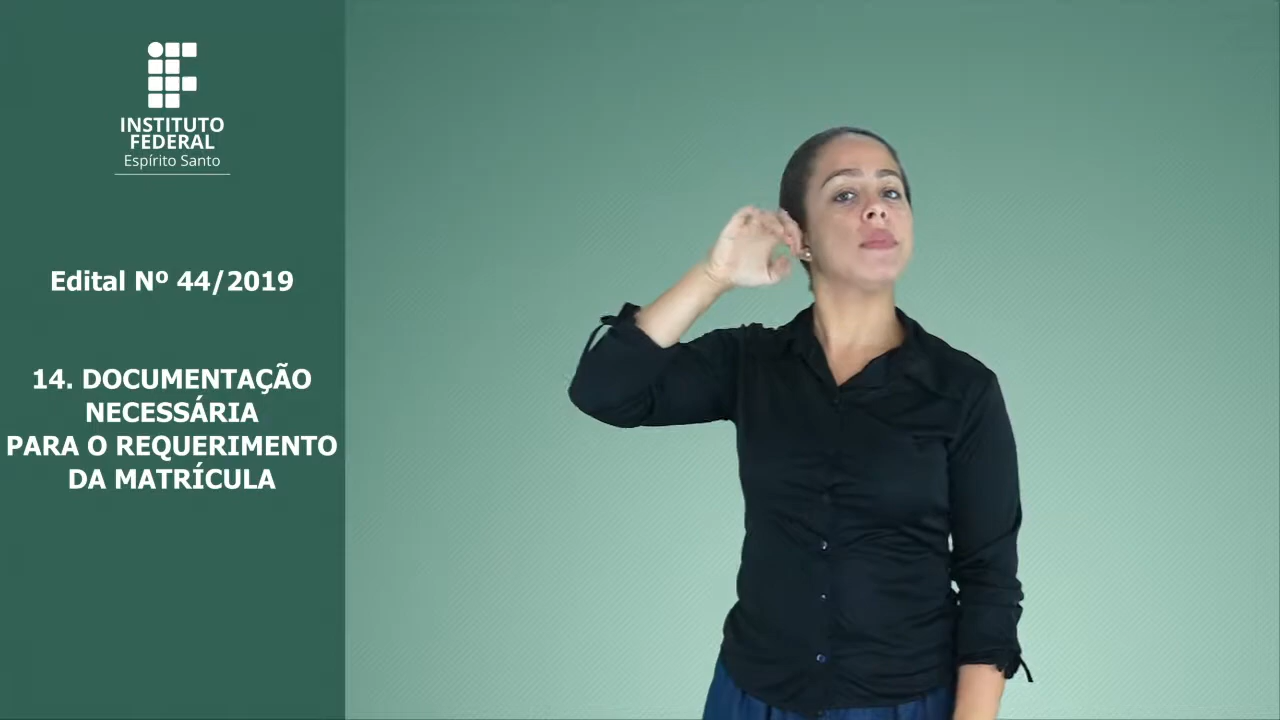 INSTITUTO
FEDERAL
Espírito Santo
Edital Nº 44/2019
14. DOCUMENTAÇÃO
NECESSÁRIA
PARA O REQUERIMENTO
DA MATRÍCULA